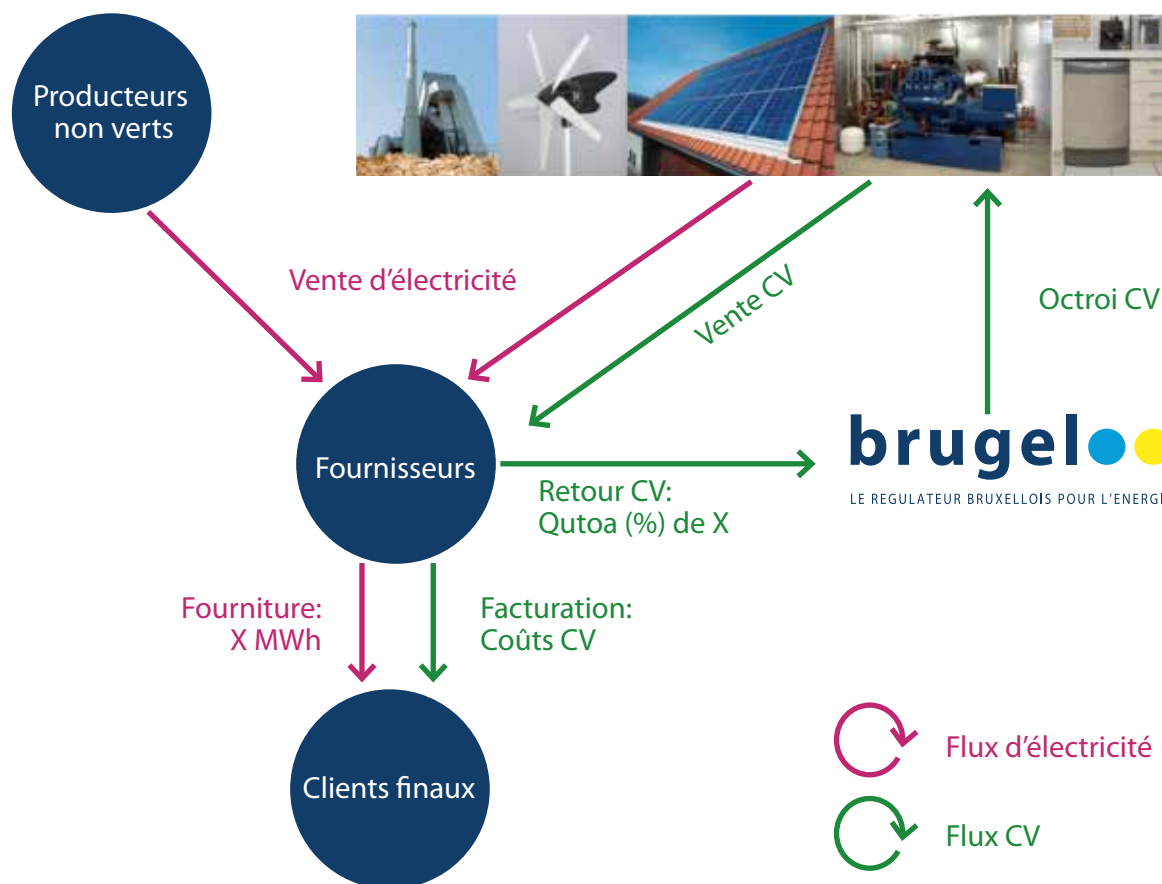 Producteurs
non verts
Vente d'électricité
Vente CV
Octroi CV
Fournisseurs
brugel
LE REGULATEUR BRUXELLOIS POUR L'ENERGI
Retour CV:
Qutoa (%) de X
Fourniture:
X MWh
Facturation:
Coûts CV
Clients finaux
Flux d'électricité
Flux CV